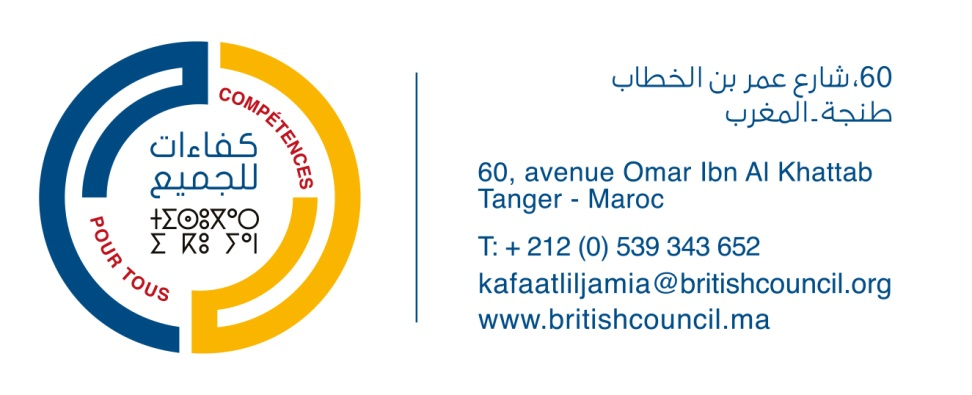 COMPÉTENCES
كفاءات
للجميع
ⵜⵉⵙⵓⴳⴰⵔ
ⵉ ⴽⵓ ⵢⴰⵏ
POUR TOUS
60، شارع عمر بن الخطاب
طنجة - المغرب
60, avenue Omar Ibn Al Khattab
Tanger - Maroc
T: + 212 (0) 539 343 652
kafaatliljamia@britishcouncil.org
www.britishcouncil.ma